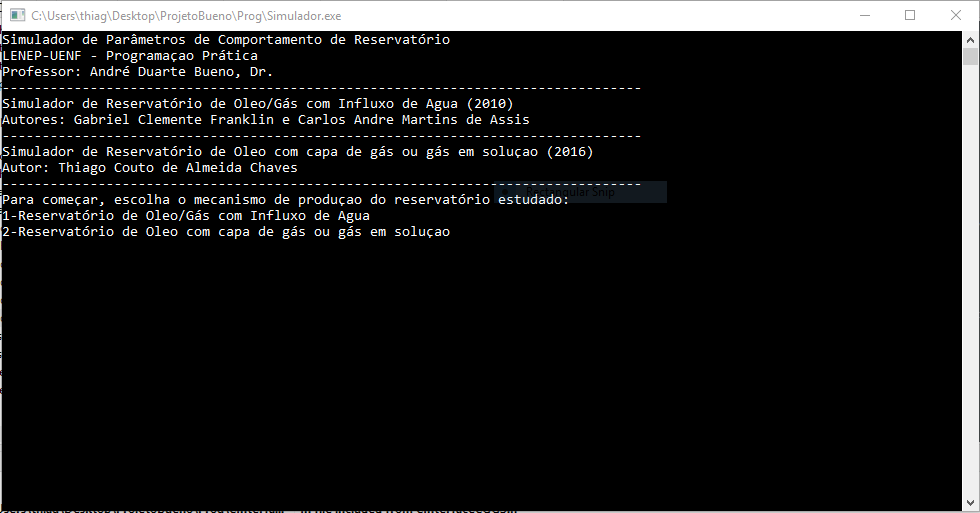 C:\Users\thiag\Desktop\ProjetoBueno\Prog\Simulador.exe
Simulador de Parâmetros de Comportamento de Reservatório
LENEP-UENF - Programaçao Prática
Professor: André Duarte Bueno, Dr.
--------------------------------------------------------------------------------
Simulador de Reservatório de Oleo/Gás com Influxo de Agua (2010)
Autores: Gabriel Clemente Franklin e Carlos Andre Martins de Assis
--------------------------------------------------------------------------------
Simulador de Reservatório de Oleo com capa de gás ou gás em soluçao (2016)
Autor: Thiago Couto de Almeida Chaves
--------------------------------------------------------------------------------
Rectangular Snip
Para começar, escolha o mecanismo de produçao do reservatório estudado:
1-Reservatório de Oleo/Gás com Influxo de Agua
2-Reservatório de Oleo com capa de gás ou gás em soluçao